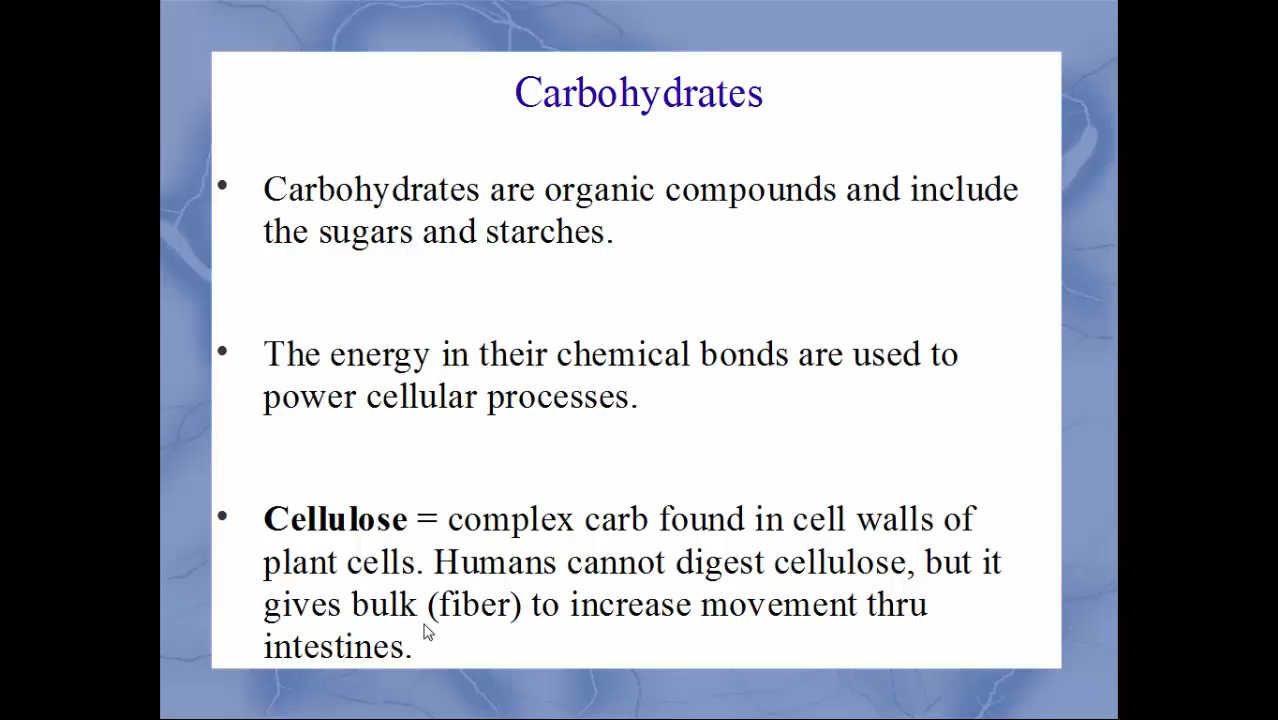 Carbohydrates
• Carbohydrates are organic compounds and include
the sugars and starches.
• The energy in their chemical bonds are used to
power cellular processes.
• Cellulose = complex carb found in cell walls of
plant cells. Humans cannot digest cellulose, but it
gives bulk (fiber) to increase movement thru
intestines.